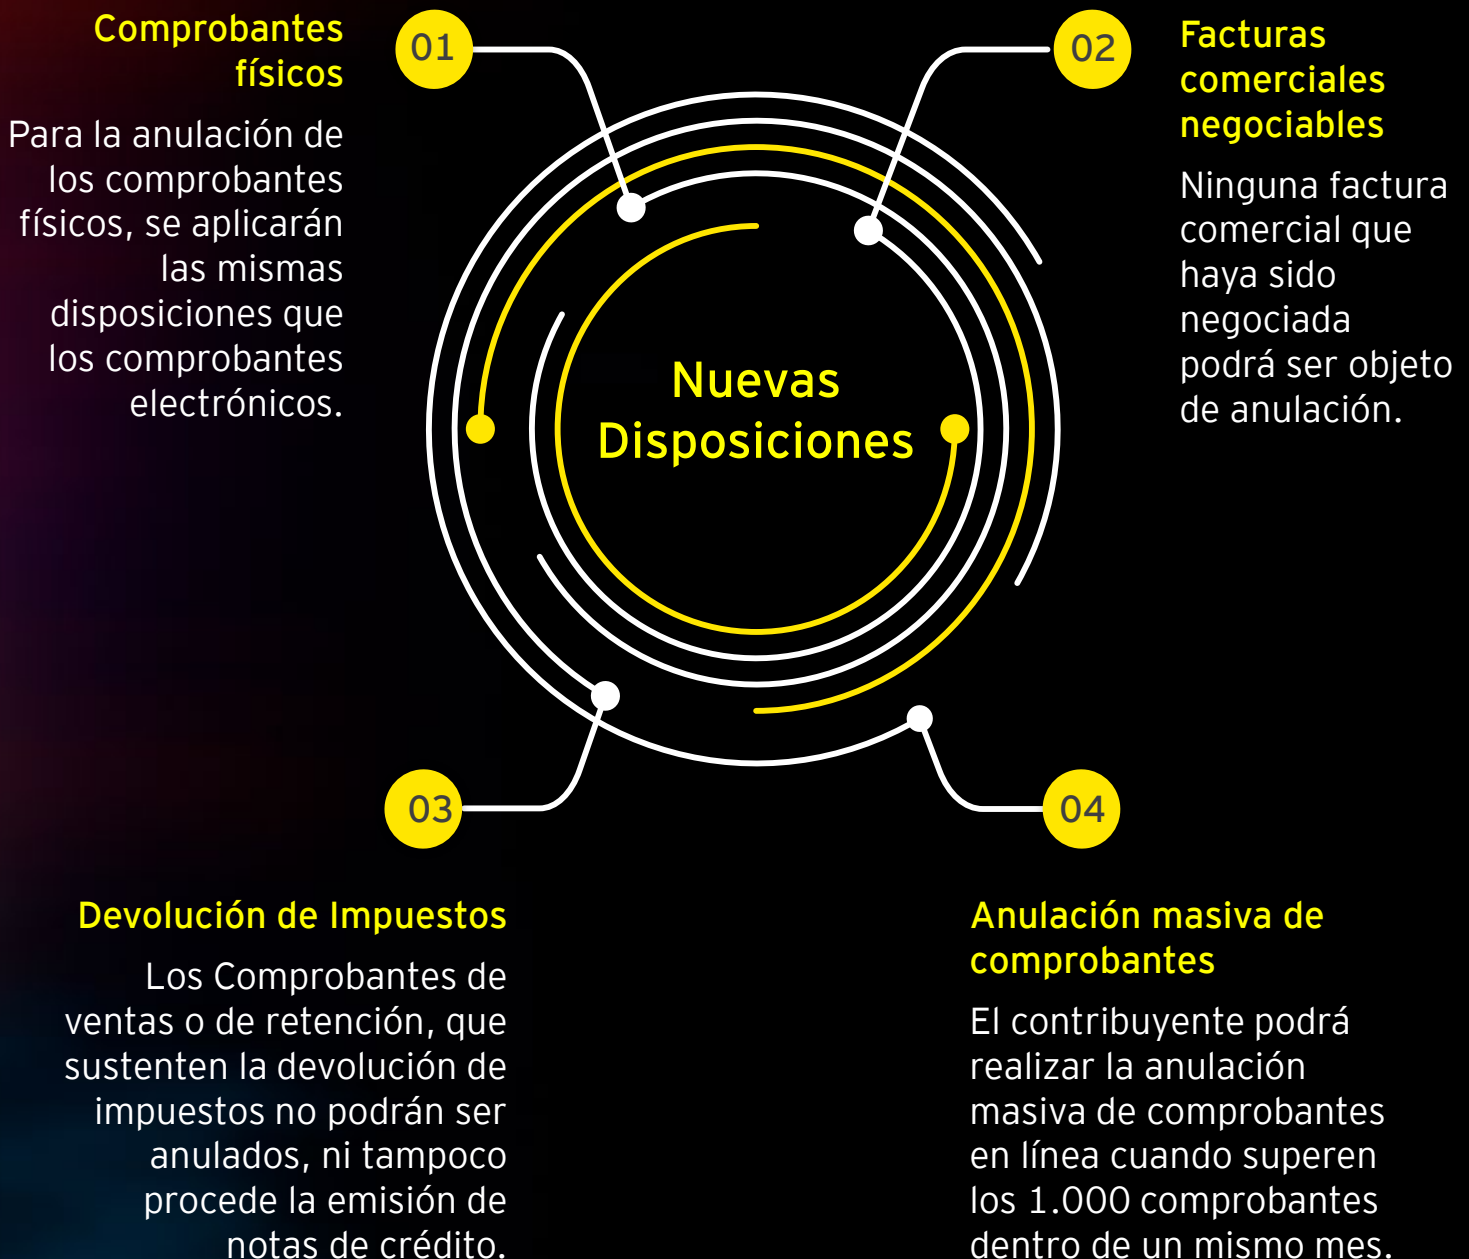 01
Comprobantes
físicos
Para la anulación de
los comprobantes
físicos, se aplicarán
las mismas
disposiciones que
los comprobantes
electrónicos.
02
Facturas
comerciales
negociables
Ninguna factura
comercial que
haya sido
negociada
podrá ser objeto
de anulación.
Nuevas
Disposiciones
03
Devolución de Impuestos
Los Comprobantes de
ventas o de retención, que
sustenten la devolución de
impuestos no podrán ser
anulados, ni tampoco
procede la emisión de
notas de crédito.
04
Anulación masiva de
comprobantes
El contribuyente podrá
realizar la anulación
masiva de comprobantes
en línea cuando superen
los 1.000 comprobantes
dentro de un mismo mes.